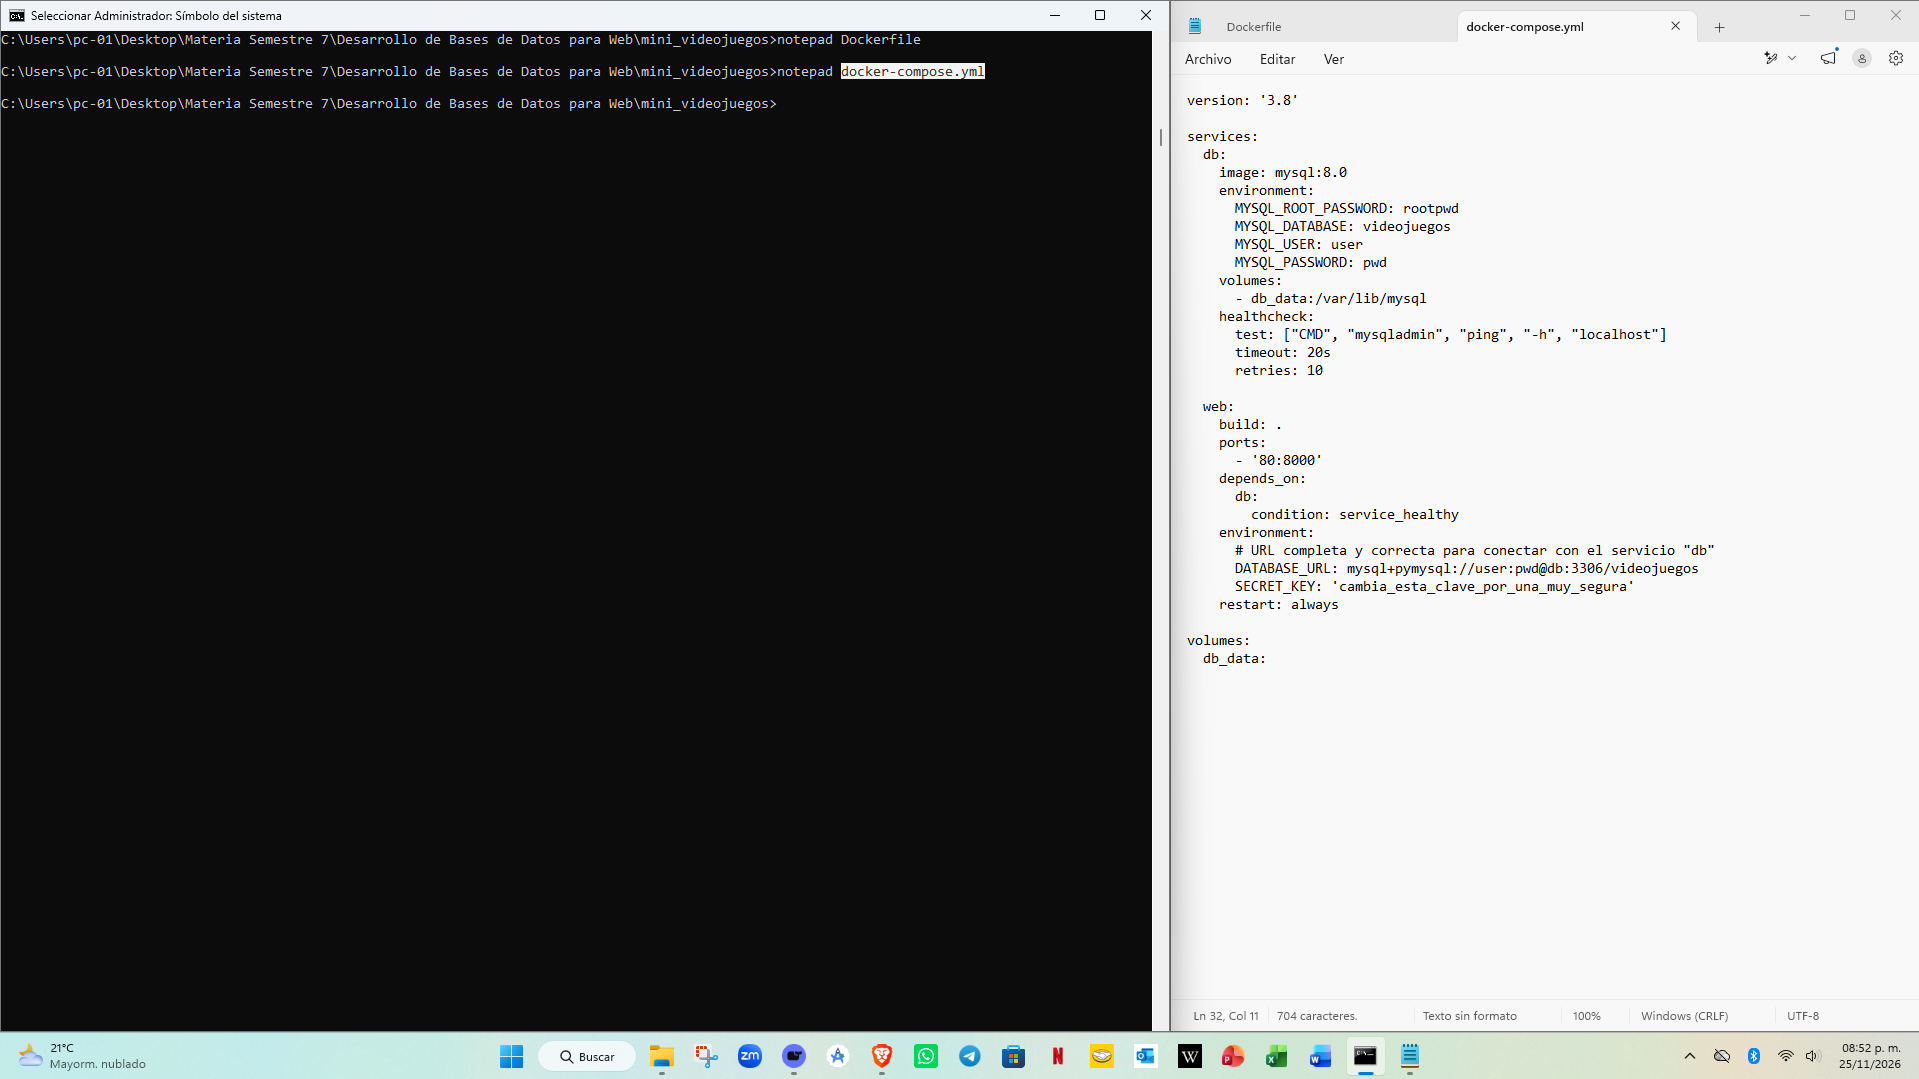 Seleccionar Administrador: Símbolo del sistema
C:\Users\pc-01\Desktop\Materia Semestre 7\Desarrollo de Bases de Datos para Web\mini_videojuegos>notepad Dockerfile
C:\Users\pc-01\Desktop\Materia Semestre 7\Desarrollo de Bases de Datos para Web\mini_videojuegos>notepad docker-compose.yml
C:\Users\pc-01\Desktop\Materia Semestre 7\Desarrollo de Bases de Datos para Web\mini_videojuegos>
Dockerfile
docker-compose.yml
Archivo
Editar
Ver
version: '3.8'
services:
  db:
    image: mysql:8.0
    environment:
      MYSQL_ROOT_PASSWORD: rootpwd
      MYSQL_DATABASE: videojuegos
      MYSQL_USER: user
      MYSQL_PASSWORD: pwd
    volumes:
      - db_data:/var/lib/mysql
    healthcheck:
      test: ["CMD", "mysqladmin", "ping", "-h", "localhost"]
      timeout: 20s
      retries: 10
  web:
    build: .
    ports:
      - '80:8000'
    depends_on:
      db:
        condition: service_healthy
    environment:
      # URL completa y correcta para conectar con el servicio "db"
      DATABASE_URL: mysql+pymysql://user:pwd@db:3306/videojuegos
      SECRET_KEY: 'cambia_esta_clave_por_una_muy_segura'
    restart: always
volumes:
  db_data:
Ln 32, Col 11
704 caracteres.
Texto sin formato
100%
Windows (CRLF)
UTF-8
21°C
Mayorm. nublado
Buscar
zm
N
W
P
X
W
08:52 p. m.
25/11/2026